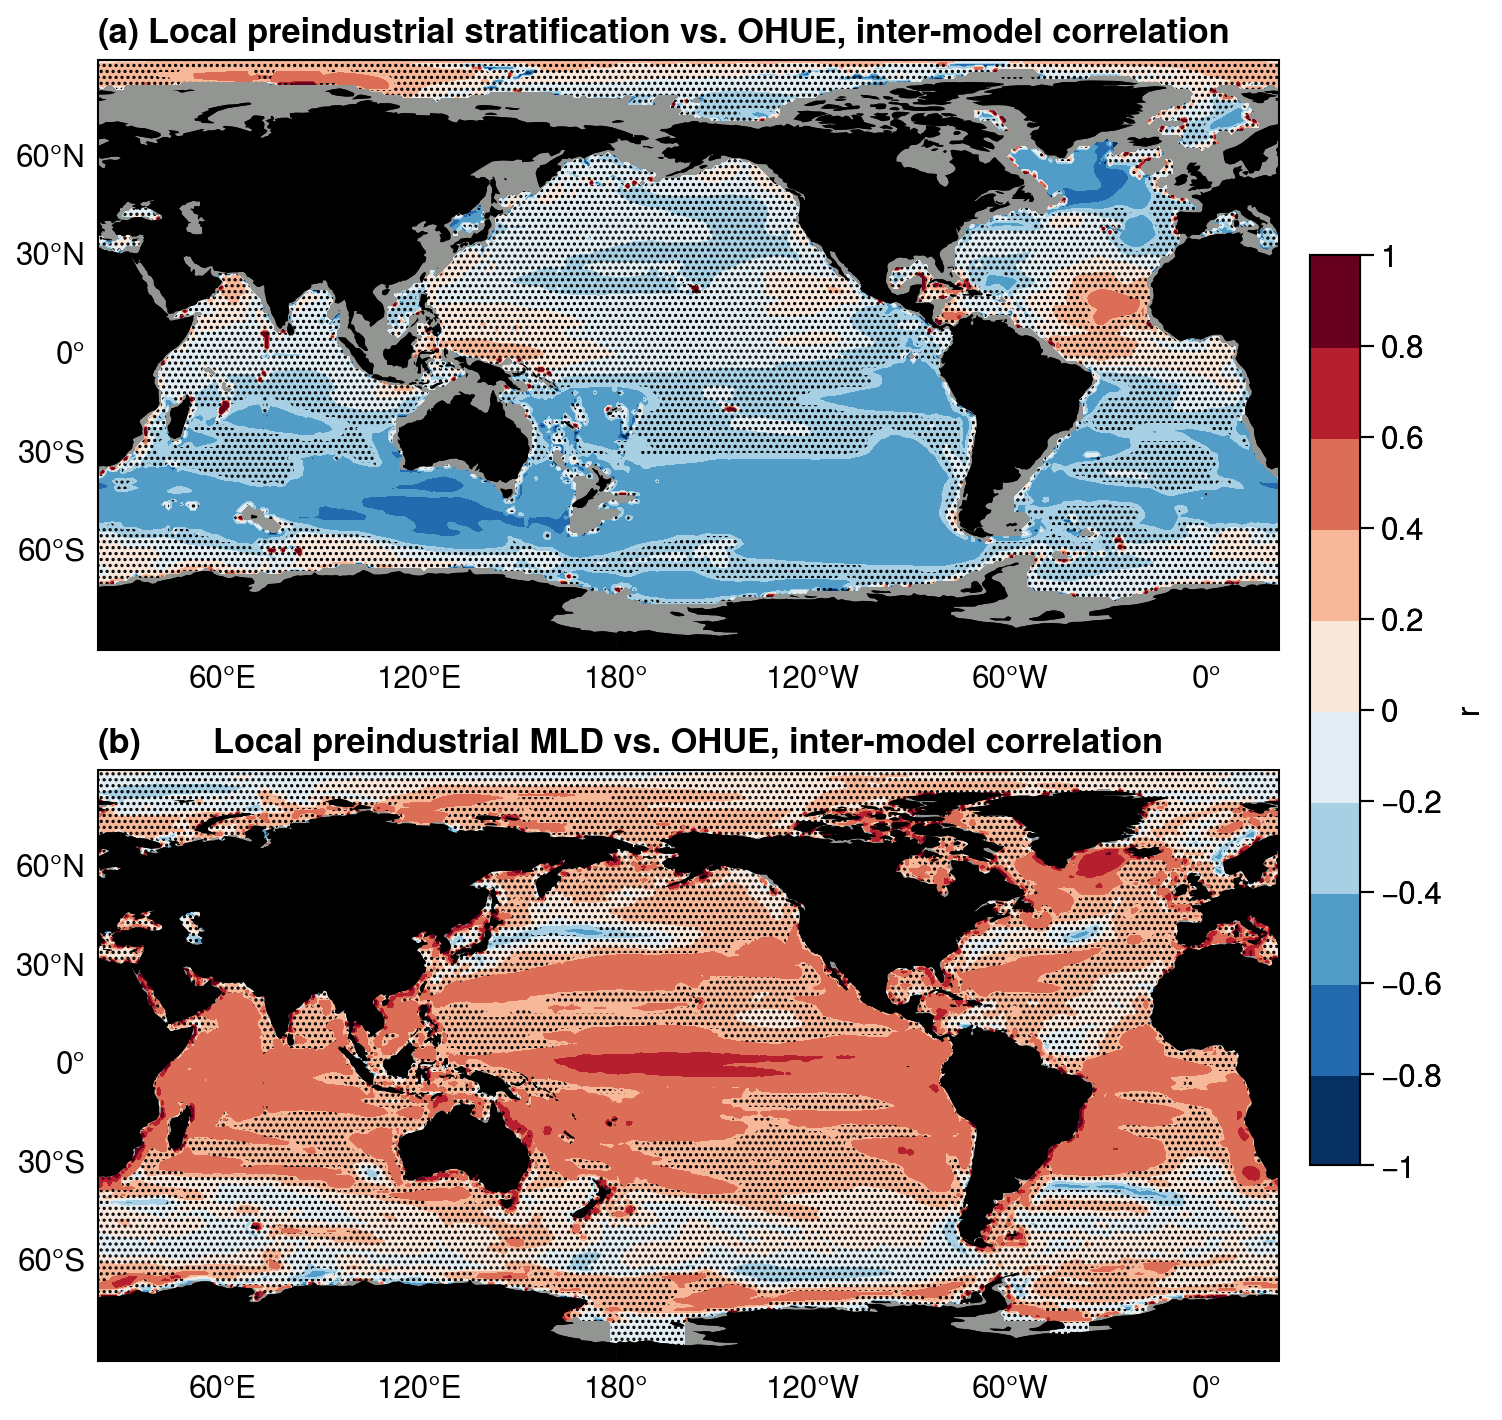 (a) Local preindustrial stratification vs. OHUE, inter-model correlation
60°N
30°N
0°
30°S
60°S
60°E 120°E 180° 120°W 60°W 0°
(b) Local preindustrial MLD vs. OHUE, inter-model correlation
60°N
30°N
0°
30°S
60°S
60°E 120°E 180° 120°W 60°W 0°
1
0.8
0.6
0.4
0.2
0
−0.2
−0.4
−0.6
−0.8
−1
r